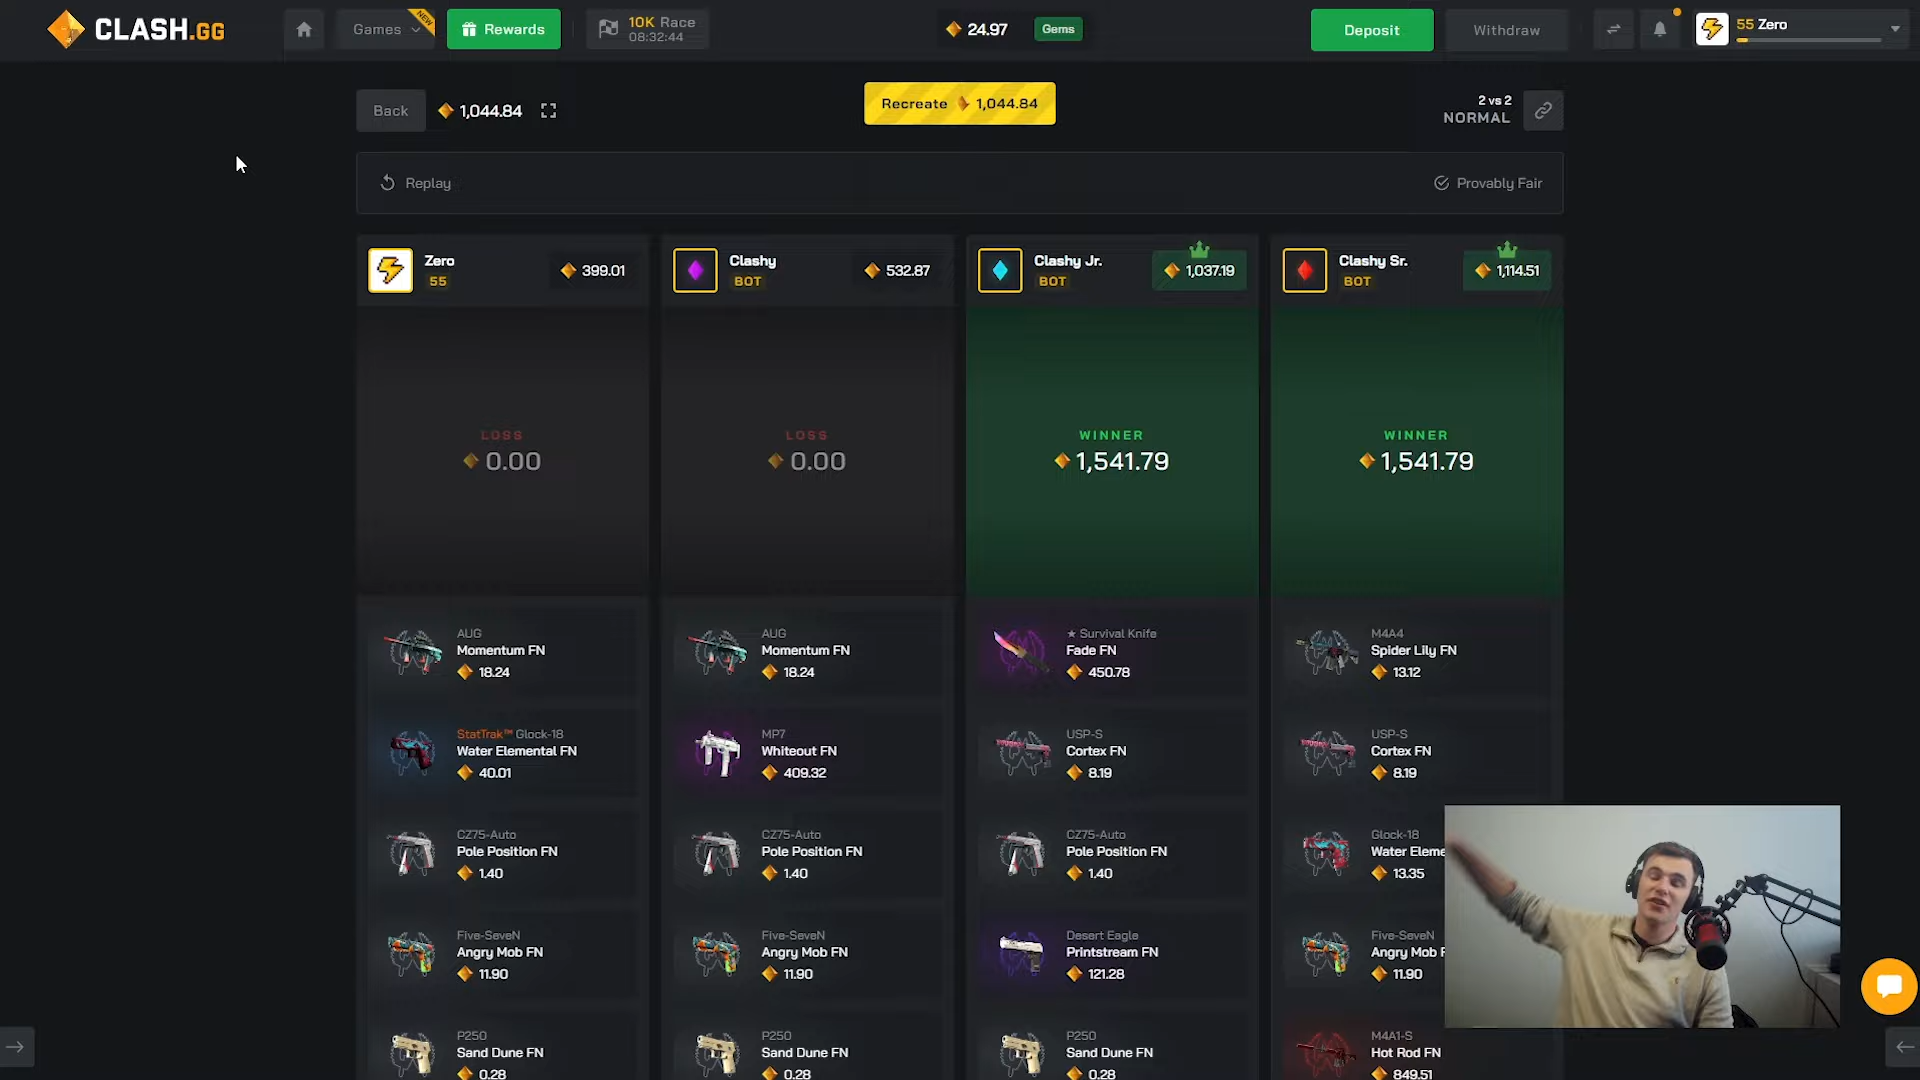 CLASH.GG
Games
NEW
Rewards
10K Race
08:32:44
24.97
Gems
Deposit
Withdraw
55 Zero
Back
1,044.84
Recreate 1,044.84
2 vs 2
NORMAL
Replay
Provably Fair
Zero
55
399.01
Clashy
BOT
532.87
Clashy Jr.
BOT
1,037.19
Clashy Sr.
BOT
1,114.51
LOSS
0.00
LOSS
0.00
WINNER
1,541.79
WINNER
1,541.79
AUG
Momentum FN
18.24
AUG
Momentum FN
18.24
★ Survival Knife
Fade FN
450.78
M4A4
Spider Lily FN
13.12
StatTrak™ Glock-18
Water Elemental FN
40.01
MP7
Whiteout FN
409.32
USP-S
Cortex FN
8.19
USP-S
Cortex FN
8.19
CZ75-Auto
Pole Position FN
1.40
CZ75-Auto
Pole Position FN
1.40
CZ75-Auto
Pole Position FN
1.40
Glock-18
Water Eleme
13.35
Five-SeveN
Angry Mob FN
11.90
Five-SeveN
Angry Mob FN
11.90
Desert Eagle
Printstream FN
121.28
Five-SeveN
Angry Mob F
11.90
P250
Sand Dune FN
0.28
P250
Sand Dune FN
0.28
P250
Sand Dune FN
0.28
M4A1-S
Hot Rod FN
849.51